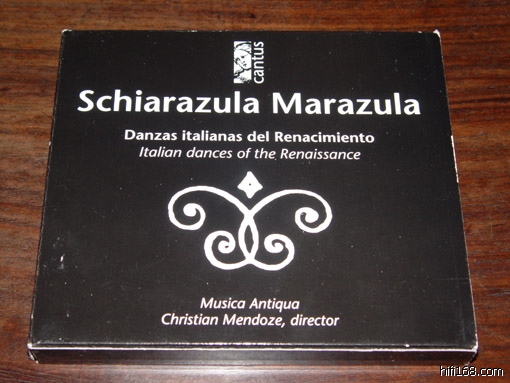 cantus
Schiarazula Marazula
Danzas italianas del Renacimiento
Italian dances of the Renaissance
Musica Antiqua
Christian Mendoze, director
hifi168.com